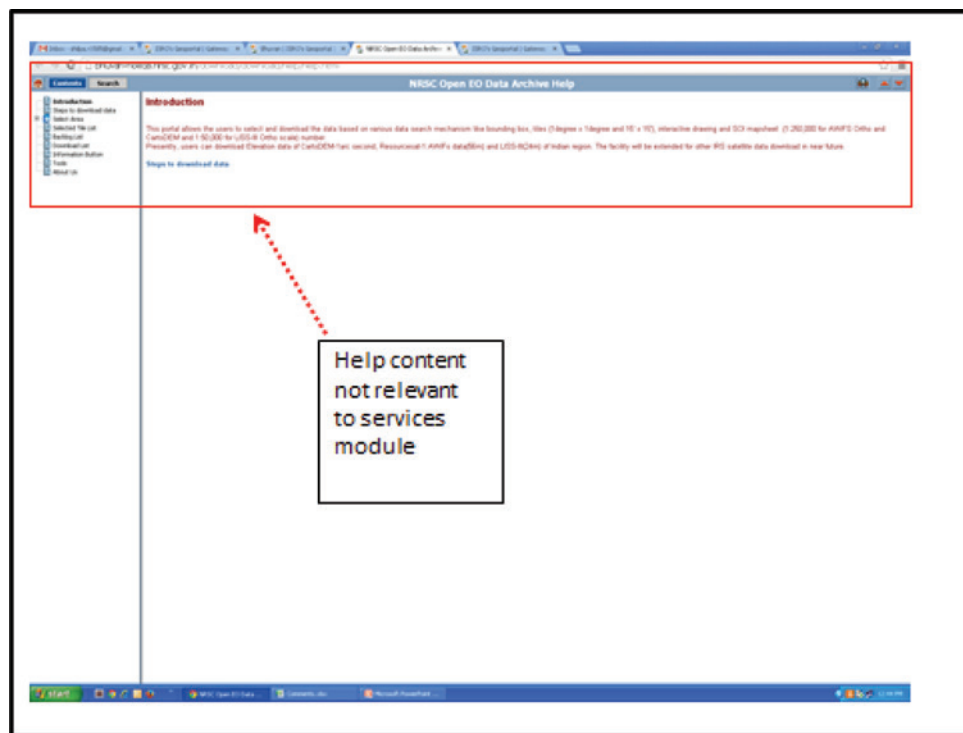 NRSC Open EO Data Archive Help
Contents Search
Introduction
Steps to download data
Select Area
Selected Tile List
Backlog List
Download List
Information Button
Tools
About Us
Introduction
This portal allows the users to select and download the data based on various data search mechanism like bounding box, tiles (1degree x 1degree and 15' x 15'), interactive drawing and SOI mapsheet (1:250,000 for AWiFS Ortho and
CartoDEM and 1:50,000 for LISS-III Ortho scale) number.
Presently, users can download Elevation data of CartoDEM-1arc second, Resourcesat-1 AWiFs data(56m) and LISS-III(24m) of Indian region. The facility will be extended for other IRS satellite data download in near future.
Steps to download data
Help content
not relevant
to services
module
start
NRSC Open EO Data ...
Comments.doc
Microsoft PowerPoint ...